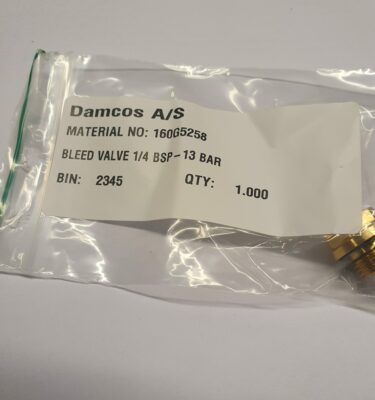 Damcos A/S
MATERIAL NO: 160G5258
BLEED VALVE 1/4 BSP-13 BAR
BIN: 2345 QTY: 1.000